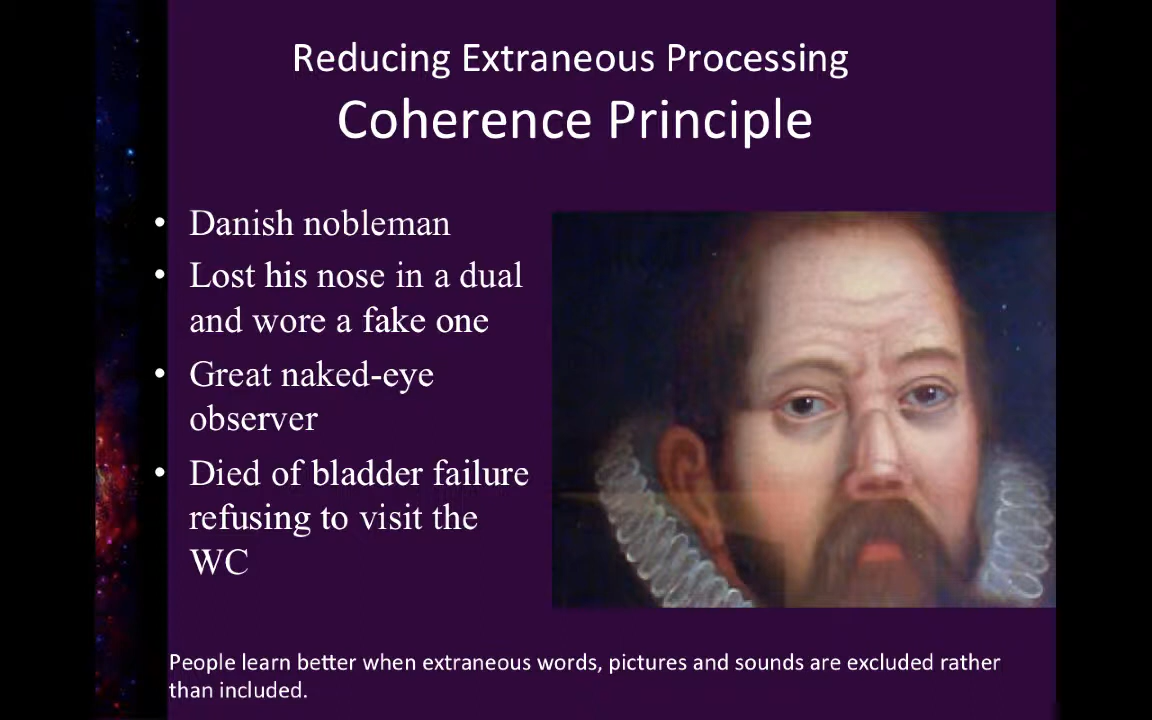 Reducing Extraneous Processing
Coherence Principle
• Danish nobleman
• Lost his nose in a dual
and wore a fake one
• Great naked-eye
observer
• Died of bladder failure
refusing to visit the
WC
People learn better when extraneous words, pictures and sounds are excluded rather
than included.